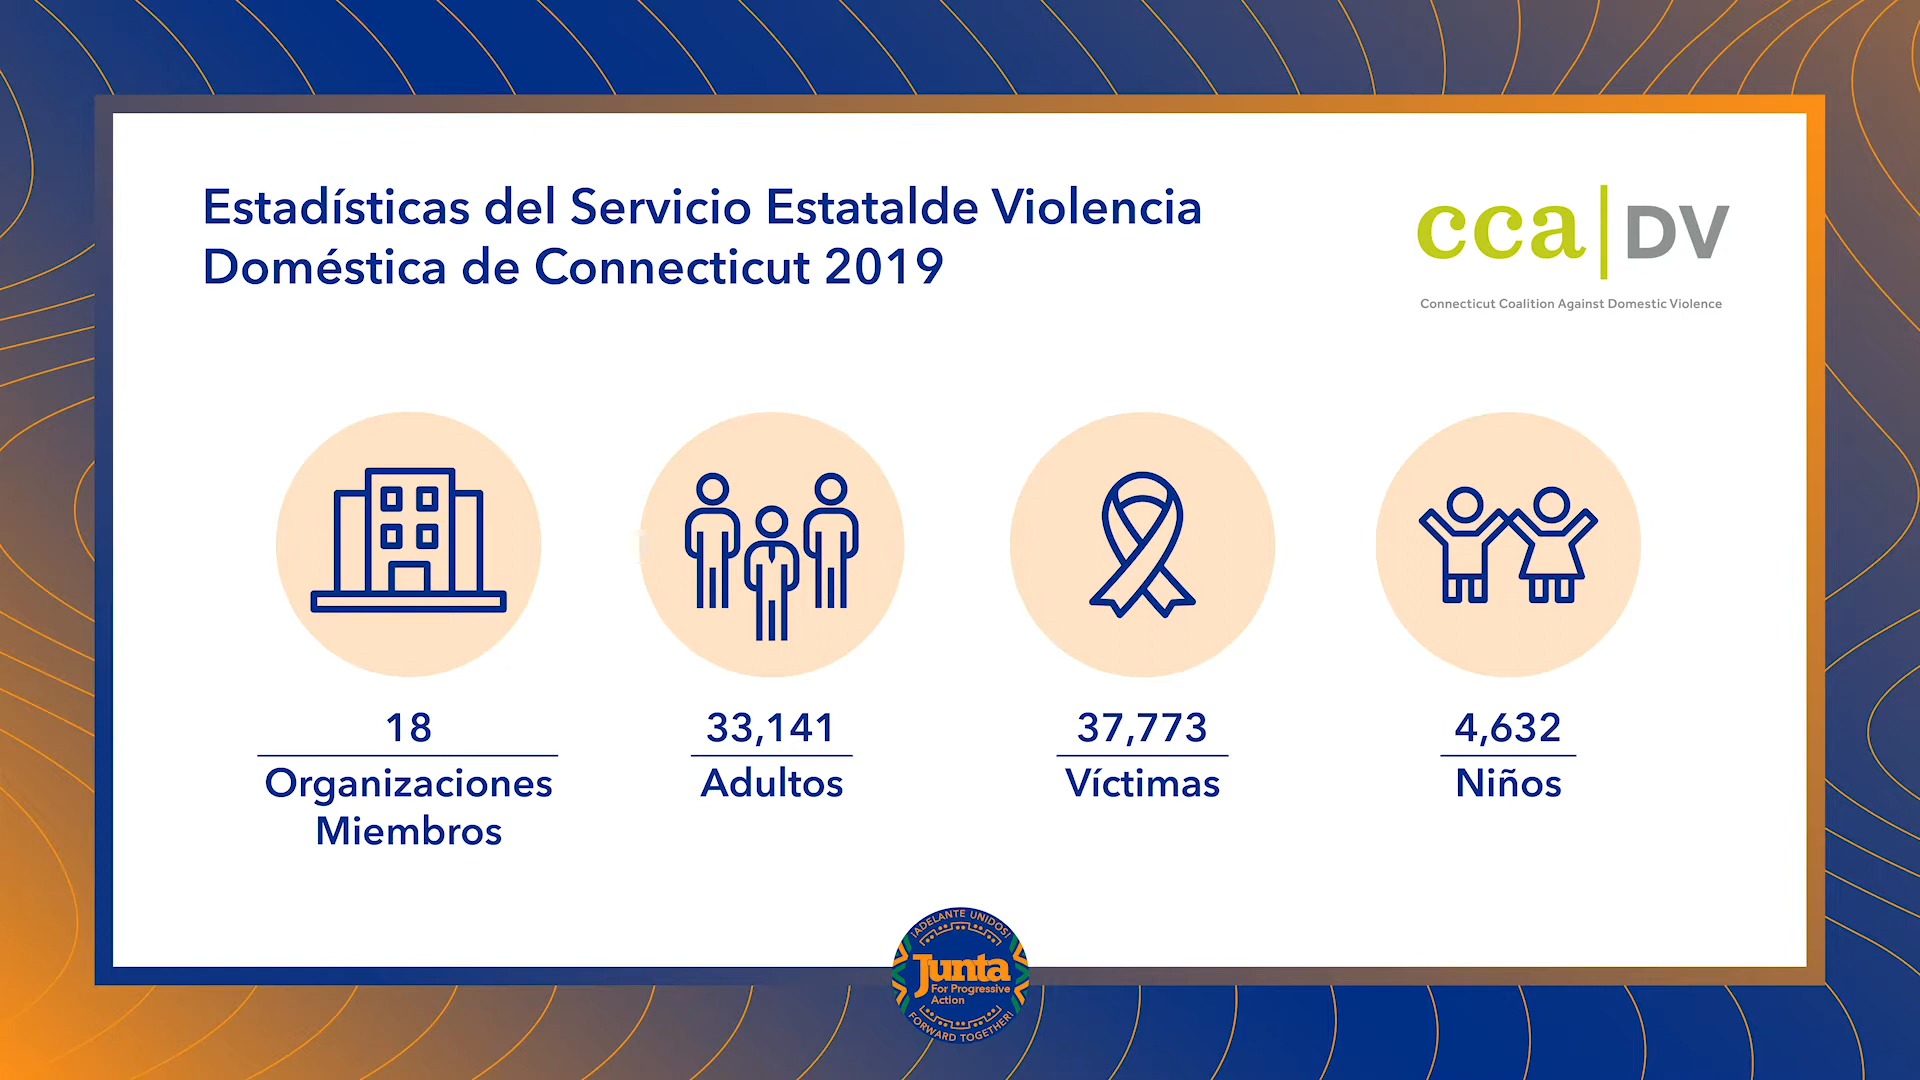 Estadísticas del Servicio Estatalde Violencia
Doméstica de Connecticut 2019
cca|DV
Connecticut Coalition Against Domestic Violence
18
Organizaciones
Miembros
33,141
Adultos
37,773
Víctimas
4,632
Niños
¡ADELANTE UNIDOS!
Junta
For Progressive
Action
FORWARD TOGETHER!